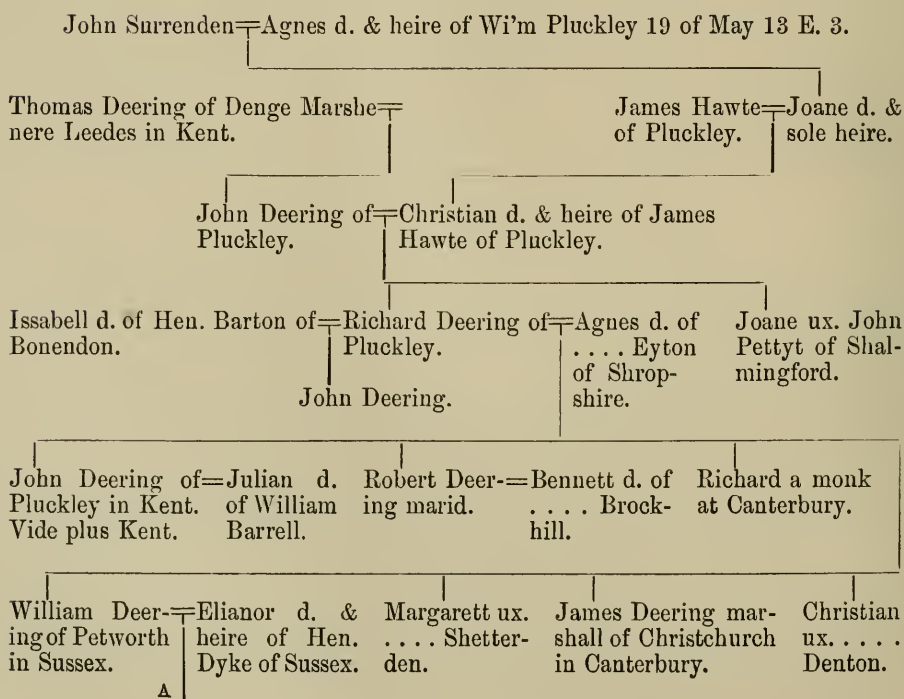 John Surrenden=Agnes d. & heire of Wi'm Pluckley 19 of May 13 E. 3.
Thomas Deering of Denge Marshe=
nere Leedes in Kent.
James Hawte=Joane d. &
of Pluckley. sole heire.
John Deering of=Christian d. & heire of James
Pluckley. Hawte of Pluckley.
Issabell d. of Hen. Barton of=Richard Deering of=Agnes d. of
Bonendon. Pluckley. . . . . Eyton
of Shrop-
shire.
Joane ux. John
Pettyt of Shal-
mingford.
John Deering.
John Deering of=Julian d.
Pluckley in Kent. of William
Vide plus Kent. Barrell.
Robert Deer-=Bennett d. of
ing marid. . . . . Brock-
hill.
Richard a monk
at Canterbury.
William Deer-=Elianor d. &
ing of Petworth heire of Hen.
in Sussex. Dyke of Sussex.
Margarett ux.
. . . . Shetter-
den.
James Deering mar-
shall of Christchurch
in Canterbury.
Christian
ux. . . . .
Denton.
A